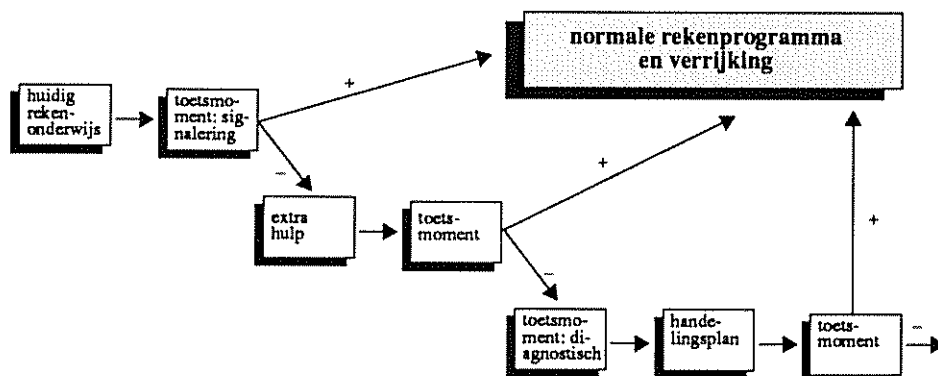 normale rekenprogramma
en verrijking
+
huidig
reken-
onderwijs
toetsmo-
ment: sig-
nalering
–
+
extra
hulp
toets-
moment
+
–
toetsmo-
ment: di-
agnostisch
hande-
lingsplan
toets-
moment
–